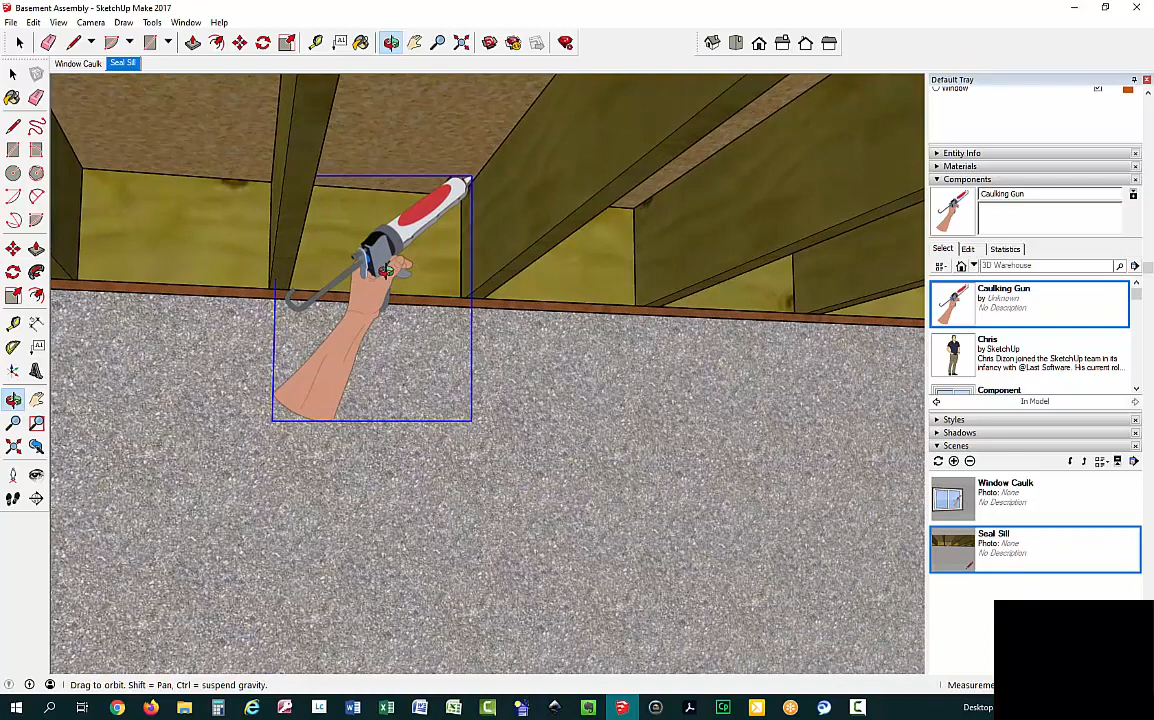 Basement Assembly - SketchUp Make 2017
File Edit View Camera Draw Tools Window Help
Window Caulk Seal Sill
Default Tray
Window
Entity Info
Materials
Components
Caulking Gun
Select Edit Statistics
3D Warehouse
Caulking Gun
by Unknown
No Description
Chris
by SketchUp
Chris Dizon joined the SketchUp team in its
infancy with @Last Software. His current rol...
Component
In Model
Styles
Shadows
Scenes
Window Caulk
Photo: None
No Description
Seal Sill
Photo: None
No Description
Drag to orbit. Shift = Pan, Ctrl = suspend gravity.
Measureme
LC
Cp
Desktop